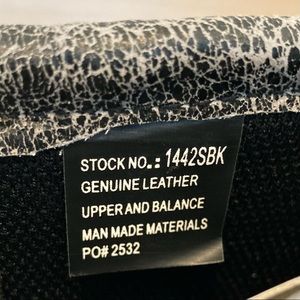 STOCK NO.: 1442SBK
GENUINE LEATHER
UPPER AND BALANCE
MAN MADE MATERIALS
PO# 2532